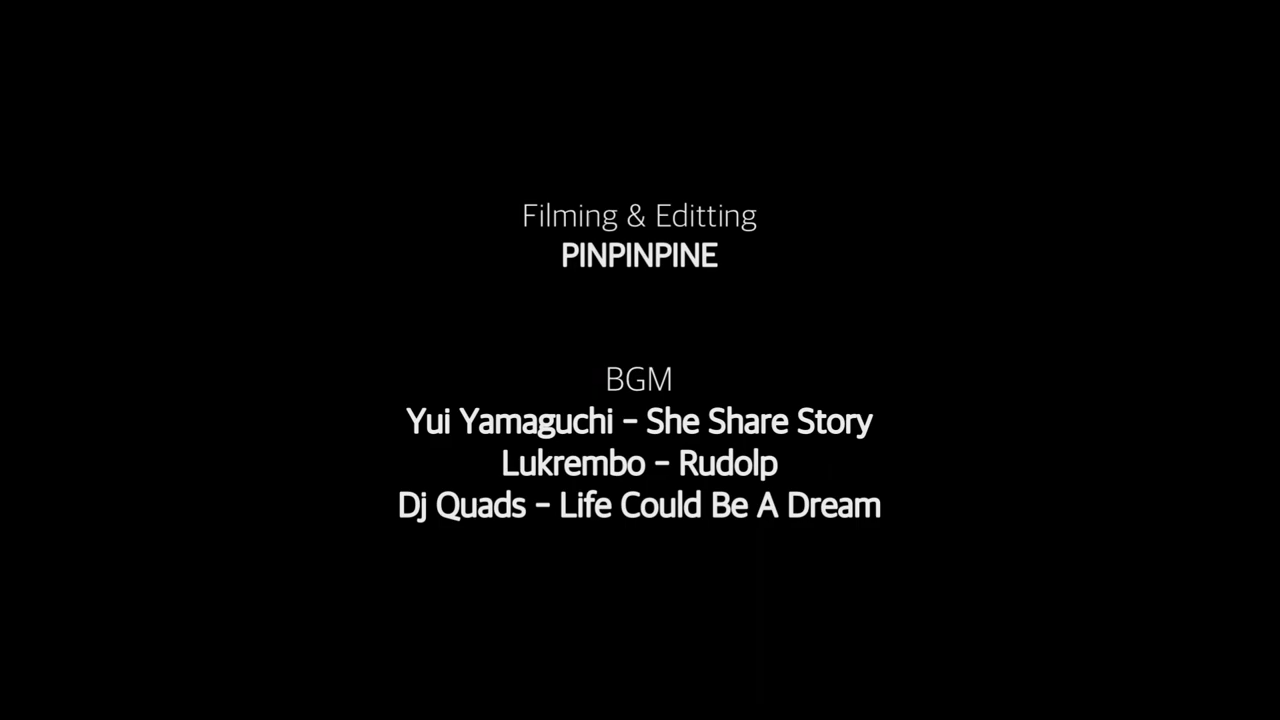 Filming & Editting
PINPINPINE
BGM
Yui Yamaguchi - She Share Story
Lukrembo - Rudolp
Dj Quads - Life Could Be A Dream